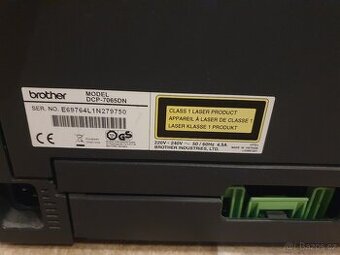 brother
MODEL
DCP-7065DN
SER. NO. E69764L1N279750
CLASS 1 LASER PRODUCT
APPAREIL À LASER DE CLASSE 1
LASER KLASSE 1 PRODUKT
220V - 240V ~ 50/60Hz 4.5A
BROTHER INDUSTRIES, LTD.